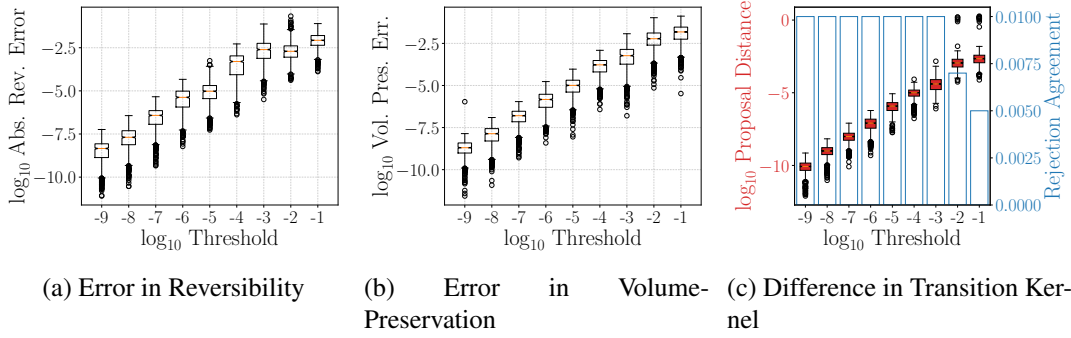 log₁₀ Abs. Rev. Error
−2.5
−5.0
−7.5
−10.0
-9 -8 -7 -6 -5 -4 -3 -2 -1
log₁₀ Threshold
(a) Error in Reversibility
log₁₀ Vol. Pres. Err.
−2.5
−5.0
−7.5
−10.0
-9 -8 -7 -6 -5 -4 -3 -2 -1
log₁₀ Threshold
(b) Error in Volume-
Preservation
log₁₀ Proposal Distance
0
−5
−10
-9 -8 -7 -6 -5 -4 -3 -2 -1
log₁₀ Threshold
0.0100
0.0075
0.0050
0.0025
0.0000
Rejection Agreement
(c) Difference in Transition Ker-
nel